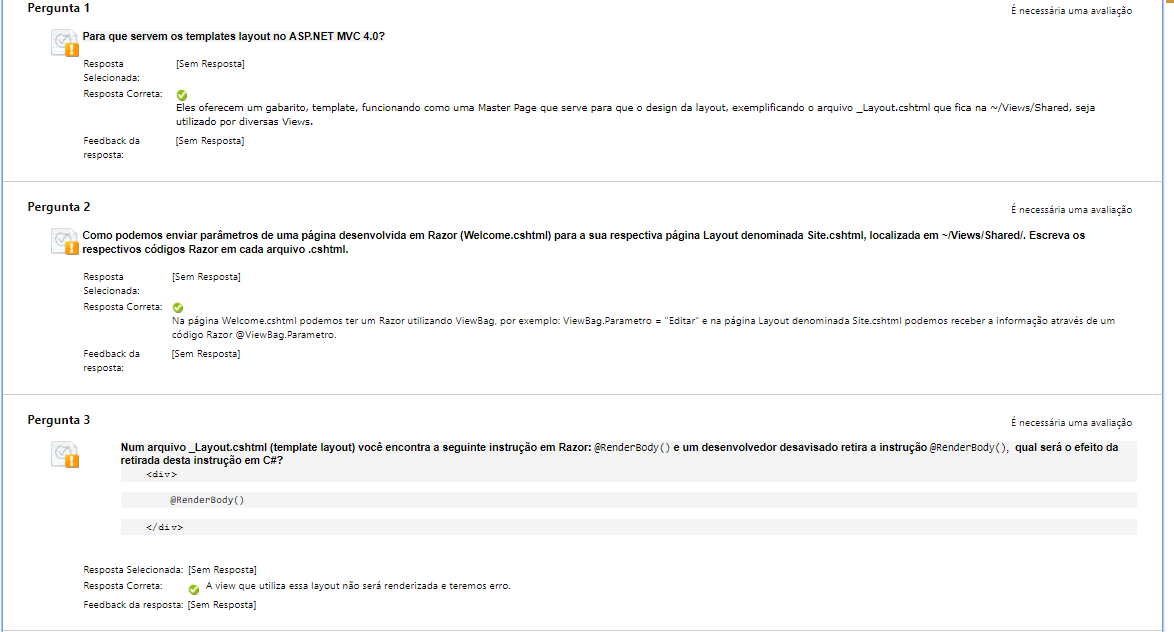 Pergunta 1
É necessária uma avaliação
Para que servem os templates layout no ASP.NET MVC 4.0?
Resposta Selecionada: [Sem Resposta]
Resposta Correta:
Eles oferecem um gabarito, template, funcionando como uma Master Page que serve para que o design da layout, exemplificando o arquivo _Layout.cshtml que fica na ~/Views/Shared, seja
utilizado por diversas Views.
Feedback da resposta: [Sem Resposta]
Pergunta 2
É necessária uma avaliação
Como podemos enviar parâmetros de uma página desenvolvida em Razor (Welcome.cshtml) para a sua respectiva página Layout denominada Site.cshtml, localizada em ~/Views/Shared/. Escreva os
respectivos códigos Razor em cada arquivo .cshtml.
Resposta Selecionada: [Sem Resposta]
Resposta Correta:
Na página Welcome.cshtml podemos ter um Razor utilizando ViewBag, por exemplo: ViewBag.Parametro = "Editar" e na página Layout denominada Site.cshtml podemos receber a informação através de um
código Razor @ViewBag.Parametro.
Feedback da resposta: [Sem Resposta]
Pergunta 3
É necessária uma avaliação
Num arquivo _Layout.cshtml (template layout) você encontra a seguinte instrução em Razor: @RenderBody() e um desenvolvedor desavisado retira a instrução @RenderBody(), qual será o efeito da
retirada desta instrução em C#?
<div>
@RenderBody()
</div>
Resposta Selecionada: [Sem Resposta]
Resposta Correta: A view que utiliza essa layout não será renderizada e teremos erro.
Feedback da resposta: [Sem Resposta]